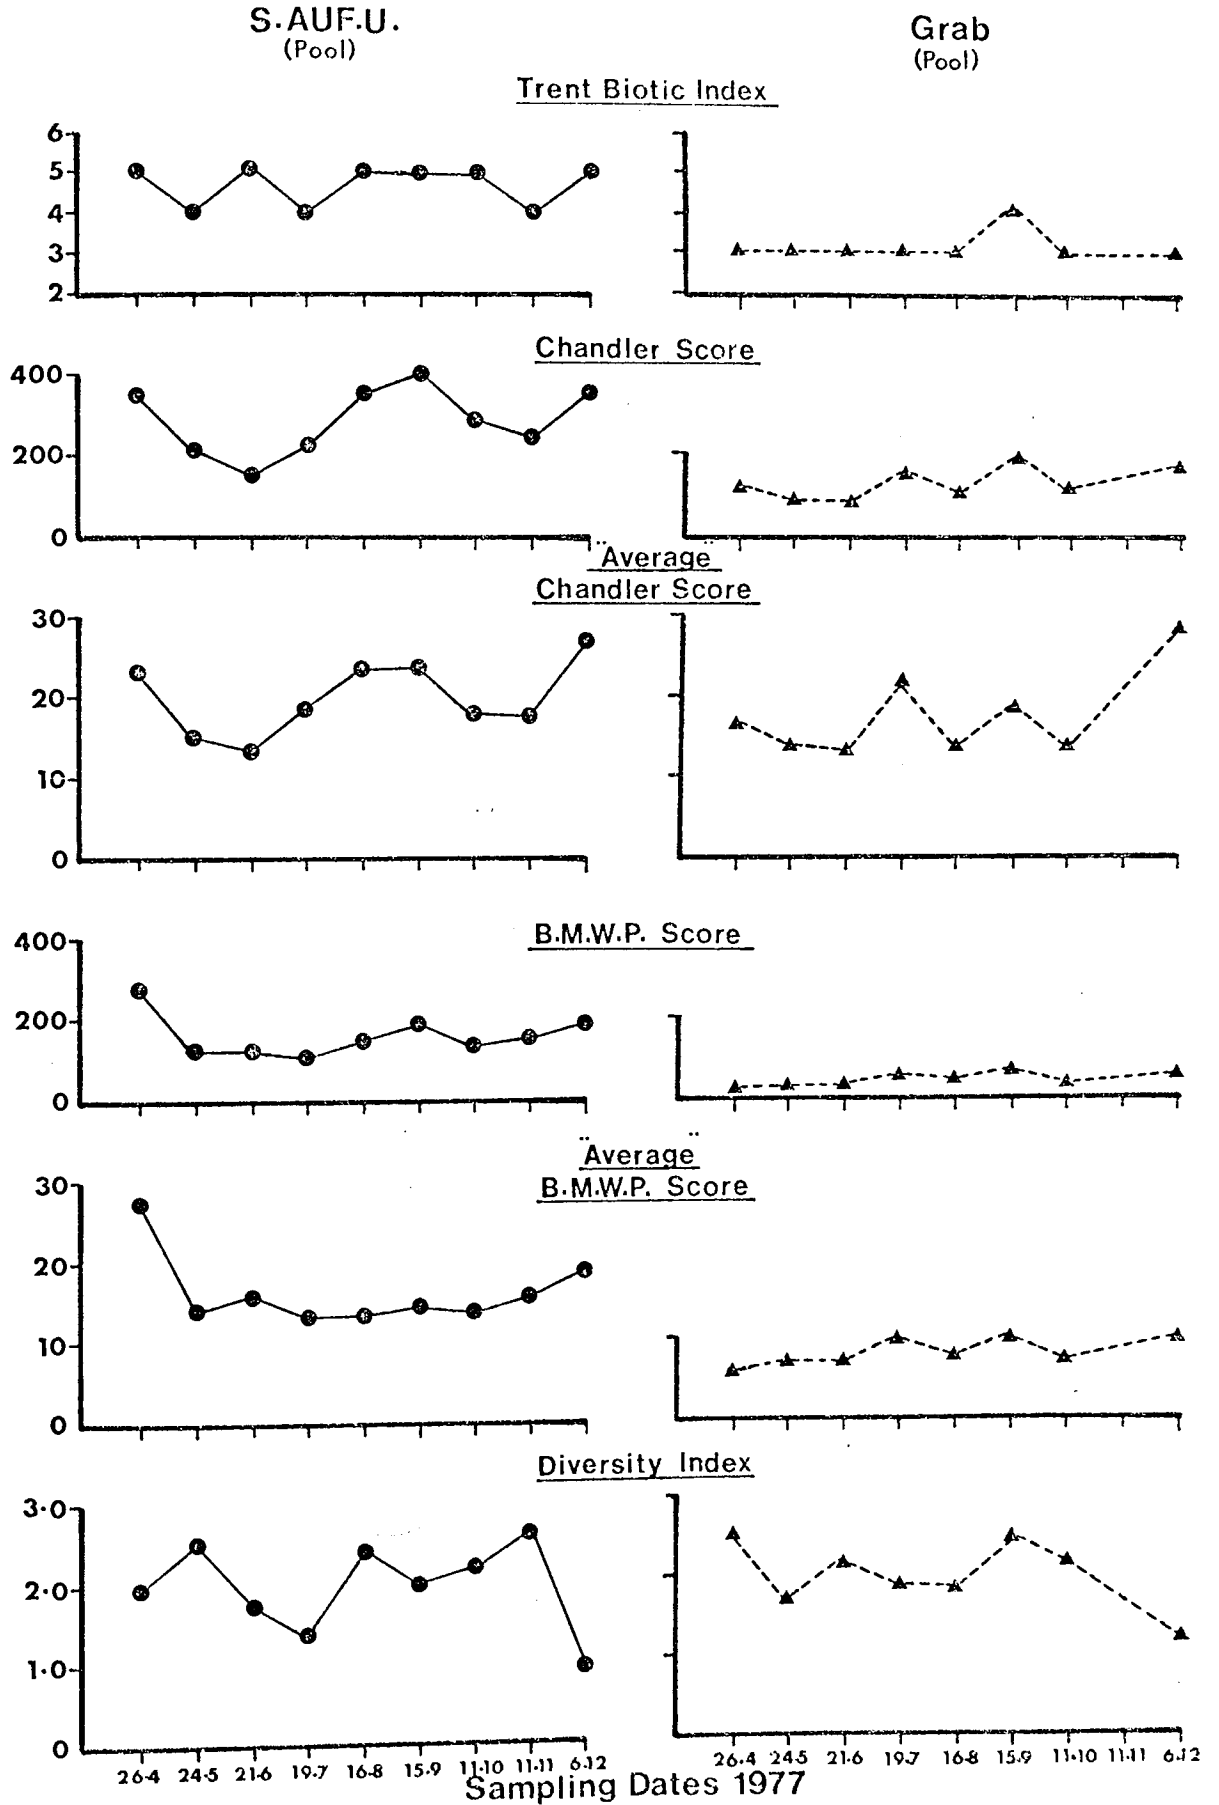 S.AUF.U.
(Pool)
Grab
(Pool)
Trent Biotic Index
6
5
4
3
2
Chandler Score
400
200
0
"Average"
Chandler Score
30
20
10
0
B.M.W.P. Score
400
200
0
"Average"
B.M.W.P. Score
30
20
10
0
Diversity Index
3·0
2·0
1·0
0
26·4 24·5 21·6 19·7 16·8 15·9 11·10 11·11 6·12
26·4 24·5 21·6 19·7 16·8 15·9 11·10 11·11 6·12
Sampling Dates 1977